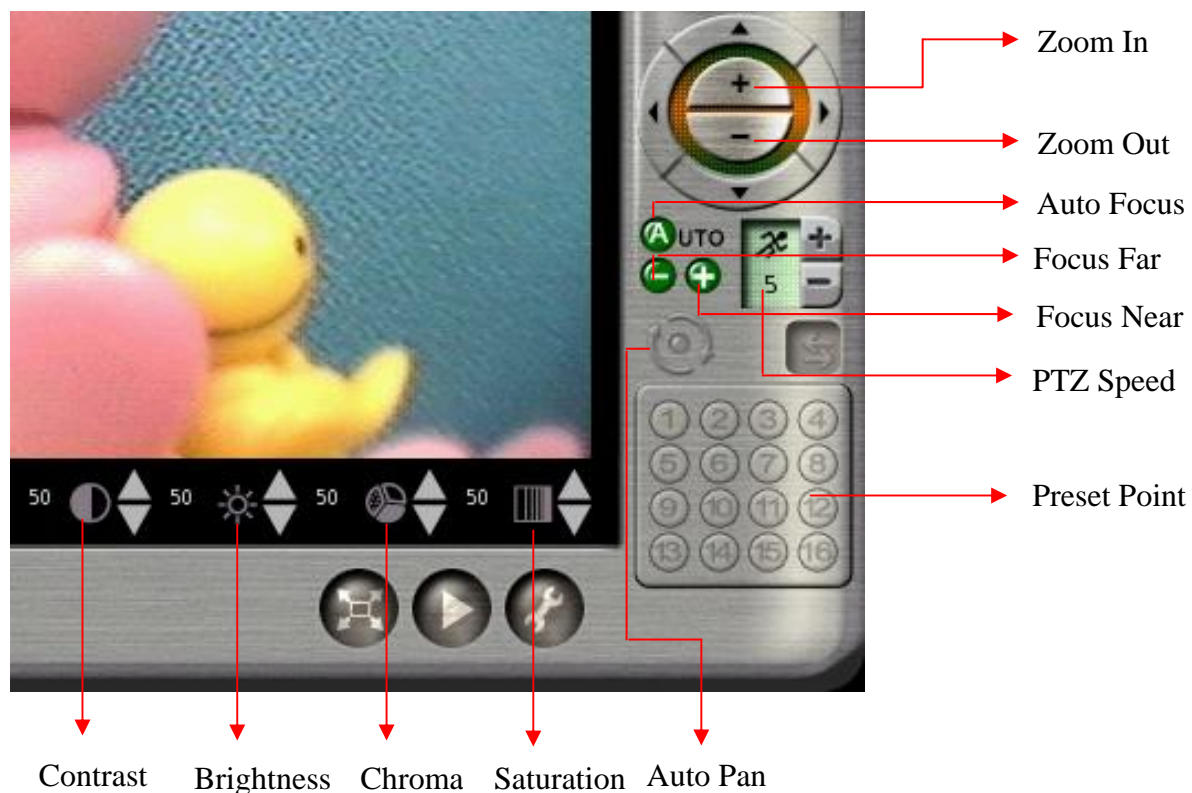 Zoom In
+
−
Zoom Out
Auto Focus
AUTO
+
Focus Far
− +
5
−
Focus Near
PTZ Speed
1 2 3 4
5 6 7 8
9 10 11 12
13 14 15 16
Preset Point
50 50 50 50
Contrast Brightness Chroma Saturation Auto Pan